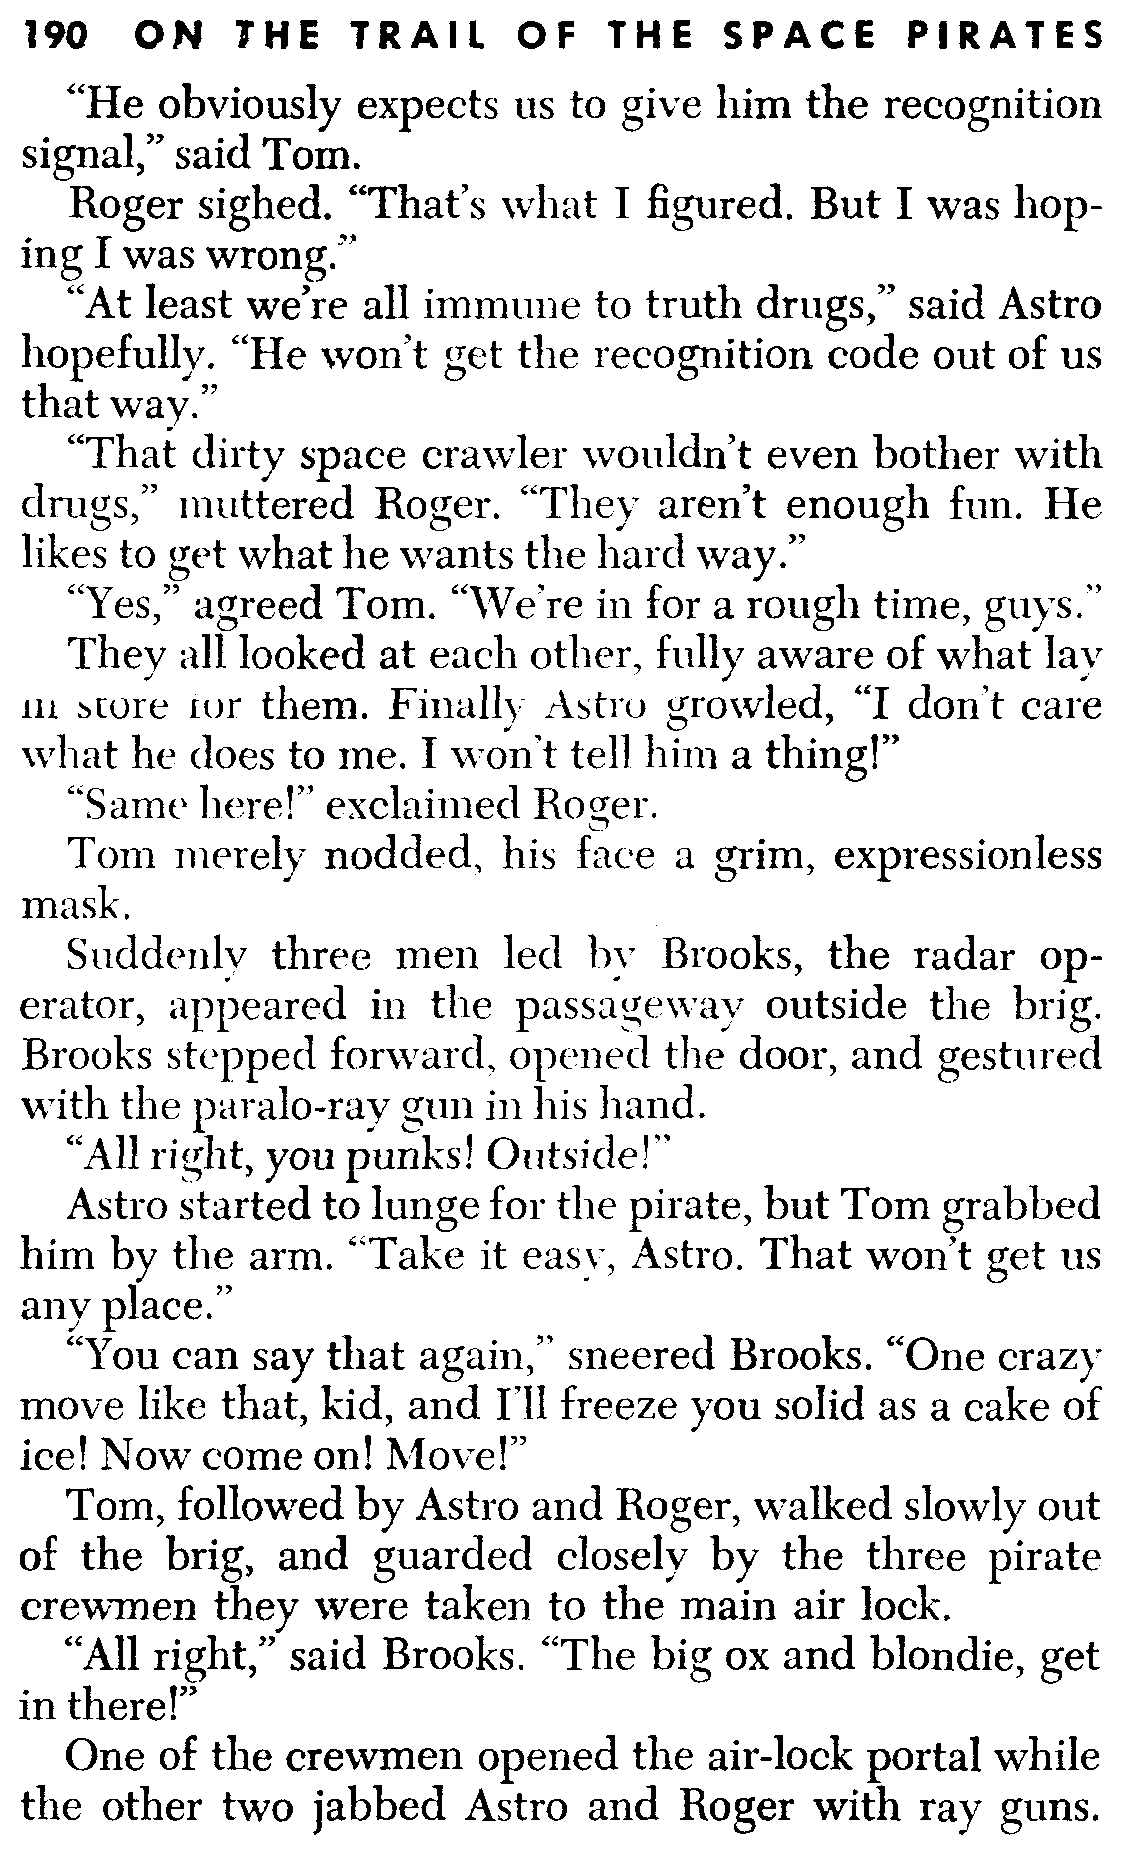 190 ON THE TRAIL OF THE SPACE PIRATES
“He obviously expects us to give him the recognition
signal,” said Tom.
Roger sighed. “That’s what I figured. But I was hop-
ing I was wrong.”
“At least we’re all immune to truth drugs,” said Astro
hopefully. “He won’t get the recognition code out of us
that way.”
“That dirty space crawler wouldn’t even bother with
drugs,” muttered Roger. “They aren’t enough fun. He
likes to get what he wants the hard way.”
“Yes,” agreed Tom. “We’re in for a rough time, guys.”
They all looked at each other, fully aware of what lay
in store for them. Finally Astro growled, “I don’t care
what he does to me. I won’t tell him a thing!”
“Same here!” exclaimed Roger.
Tom merely nodded, his face a grim, expressionless
mask.
Suddenly three men led by Brooks, the radar op-
erator, appeared in the passageway outside the brig.
Brooks stepped forward, opened the door, and gestured
with the paralo-ray gun in his hand.
“All right, you punks! Outside!”
Astro started to lunge for the pirate, but Tom grabbed
him by the arm. “Take it easy, Astro. That won’t get us
any place.”
“You can say that again,” sneered Brooks. “One crazy
move like that, kid, and I’ll freeze you solid as a cake of
ice! Now come on! Move!”
Tom, followed by Astro and Roger, walked slowly out
of the brig, and guarded closely by the three pirate
crewmen they were taken to the main air lock.
“All right,” said Brooks. “The big ox and blondie, get
in there!”
One of the crewmen opened the air-lock portal while
the other two jabbed Astro and Roger with ray guns.